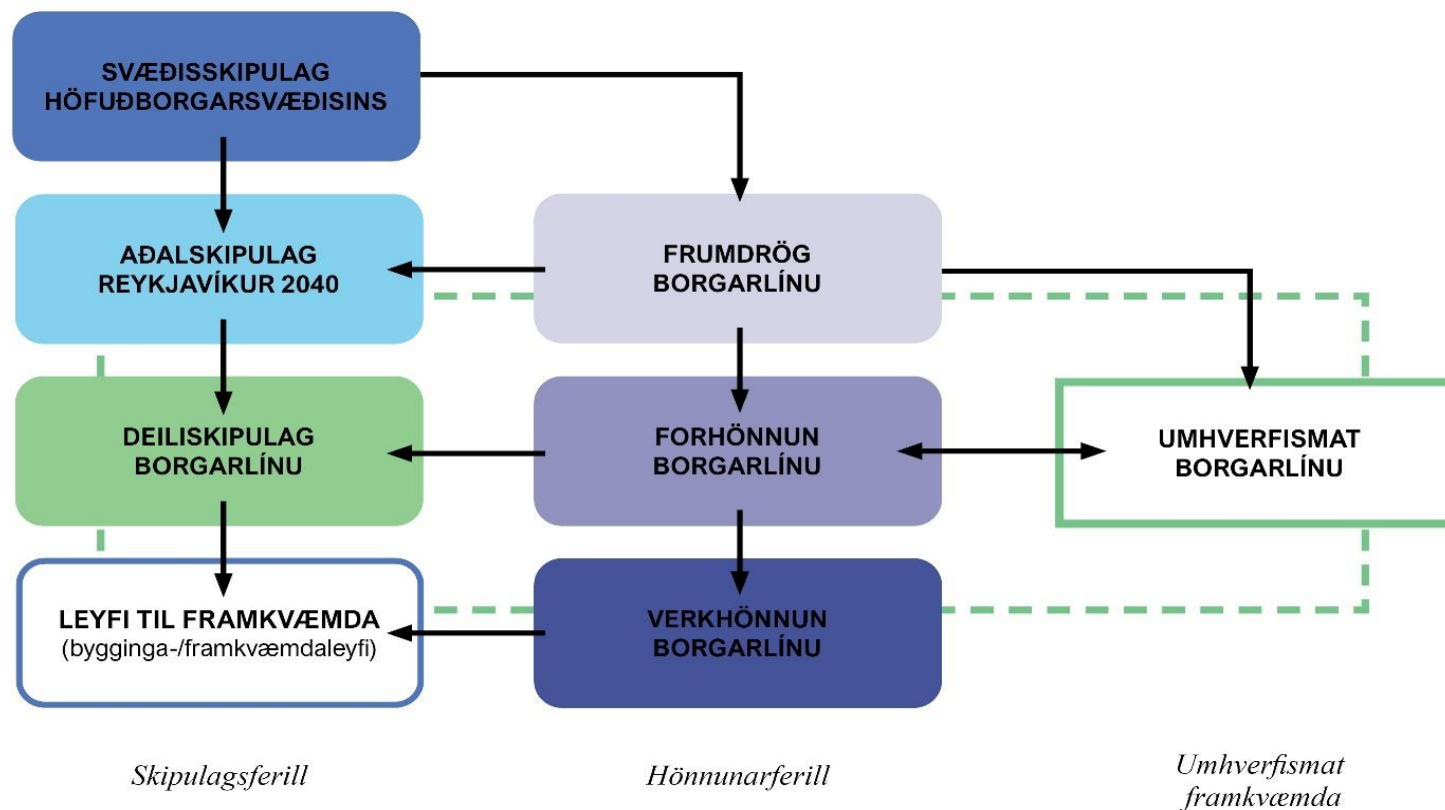 SVÆÐISSKIPULAG
HÖFUÐBORGARSVÆÐISINS
AÐALSKIPULAG
REYKJAVÍKUR 2040
FRUMDRÖG
BORGARLÍNU
DEILISKIPULAG
BORGARLÍNU
FORHÖNNUN
BORGARLÍNU
UMHVERFISMAT
BORGARLÍNU
LEYFI TIL FRAMKVÆMDA
(bygginga-/framkvæmdaleyfi)
VERKHÖNNUN
BORGARLÍNU
Skipulagsferill
Hönnunarferill
Umhverfismat
framkvæmda